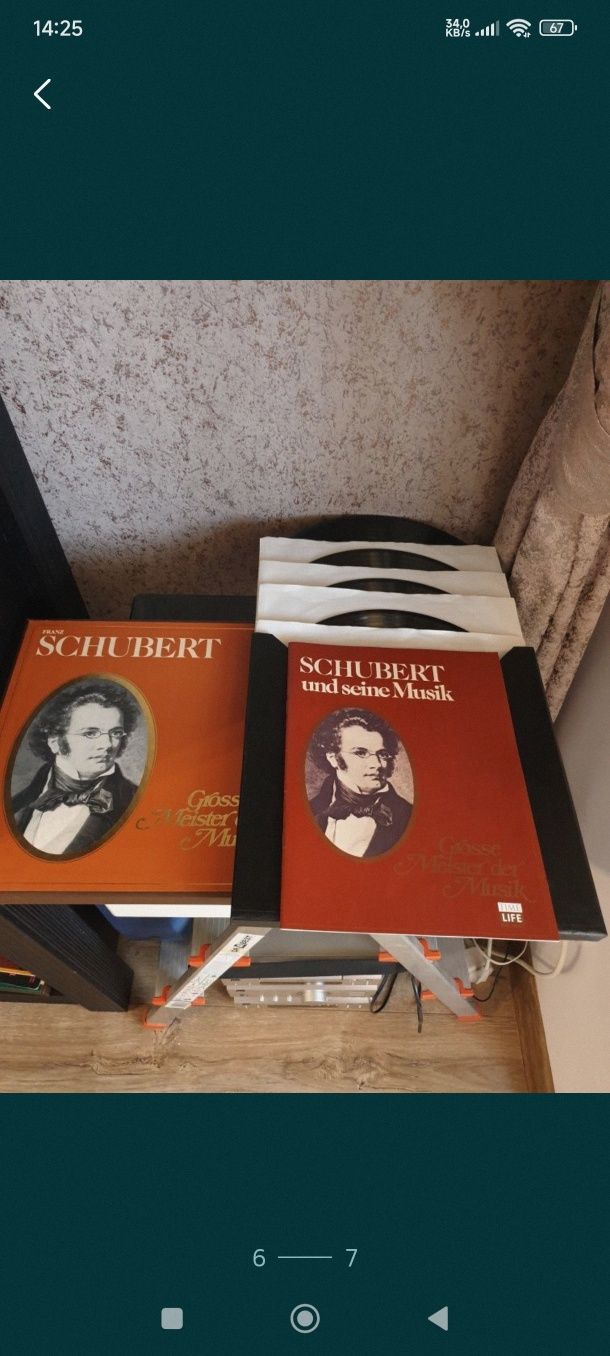 14:25
34,0
KB/s
67
FRANZ
SCHUBERT
Grosse
Meister
SCHUBERT
und seine Musik
Grosse
Meister der
Musik
TIME
LIFE
6
7